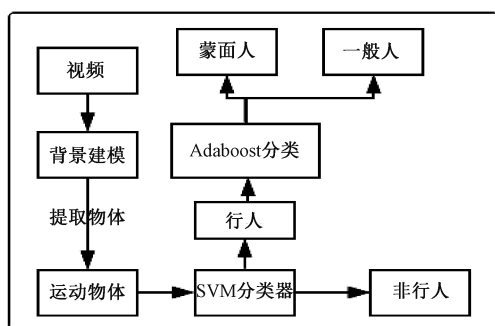 视频
背景建模
提取物体
运动物体
SVM分类器
非行人
行人
Adaboost分类
蒙面人
一般人